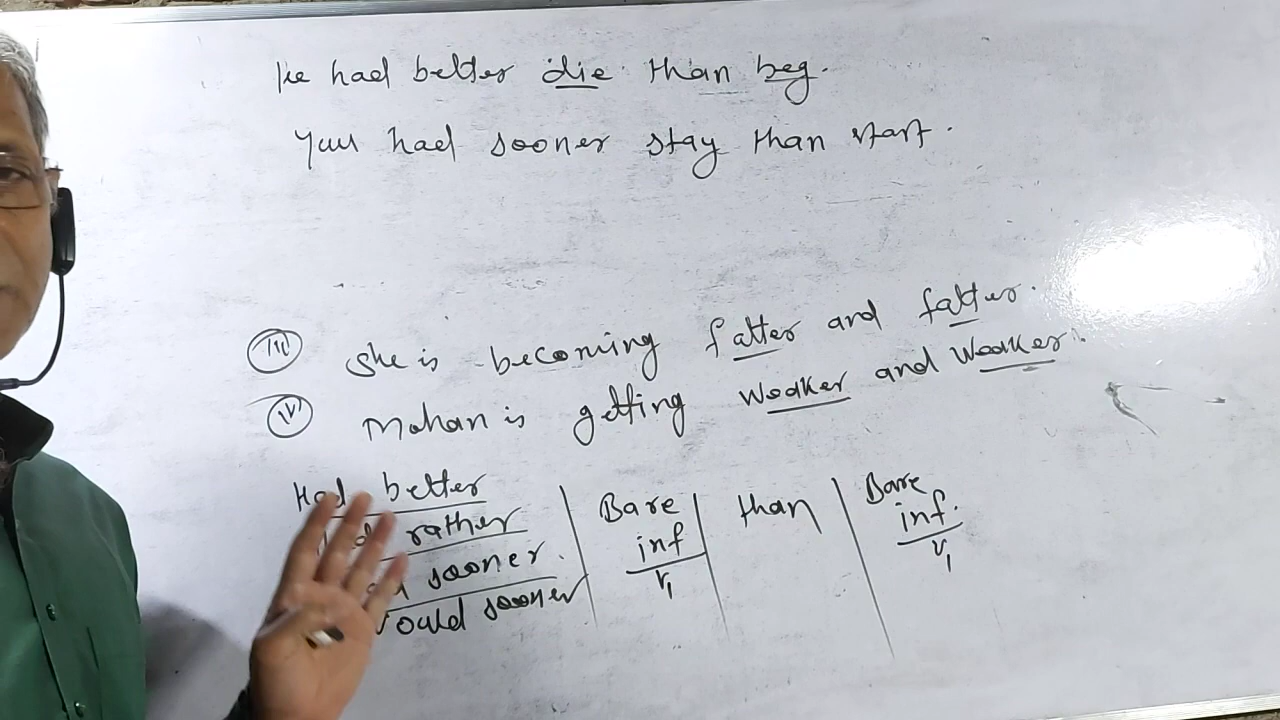 He had better die than beg.
You had sooner stay than start.
(iii) She is becoming fatter and fatter.
(iv) Mohan is getting weaker and weaker.
Had better | Bare inf V1 | than | Bare inf. V1
rather
sooner.
would sooner